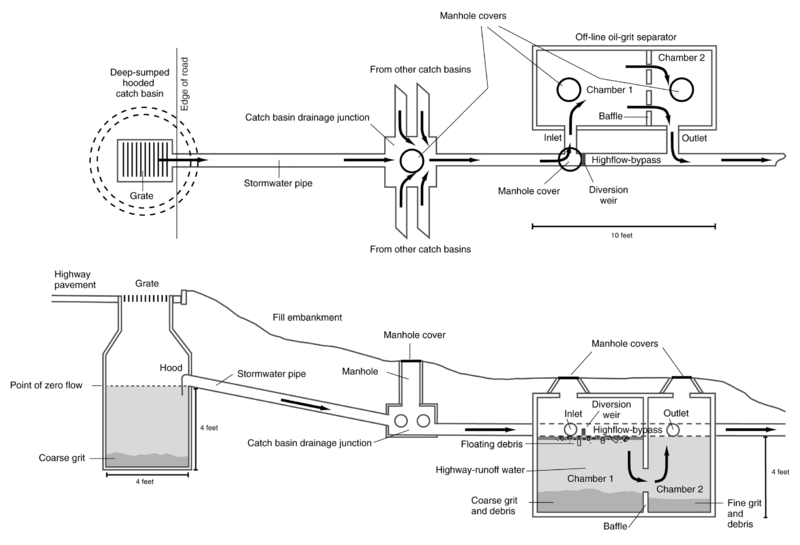 Manhole covers
Off-line oil-grit separator
Deep-sumped
hooded
catch basin
Edge of road
From other catch basins
Chamber 2
Chamber 1
Catch basin drainage junction
Baffle
Inlet
Outlet
Highflow-bypass
Grate
Stormwater pipe
Manhole cover
Diversion
weir
From other catch basins
10 feet
Highway
pavement
Grate
Fill embankment
Manhole cover
Manhole covers
Hood
Stormwater pipe
Manhole
Point of zero flow
Inlet
Diversion
weir
Outlet
Highflow-bypass
4 feet
Catch basin drainage junction
Floating debris
Coarse grit
Highway-runoff water
4 feet
4 feet
Chamber 1
Chamber 2
Coarse grit
and debris
Fine grit
and
debris
Baffle